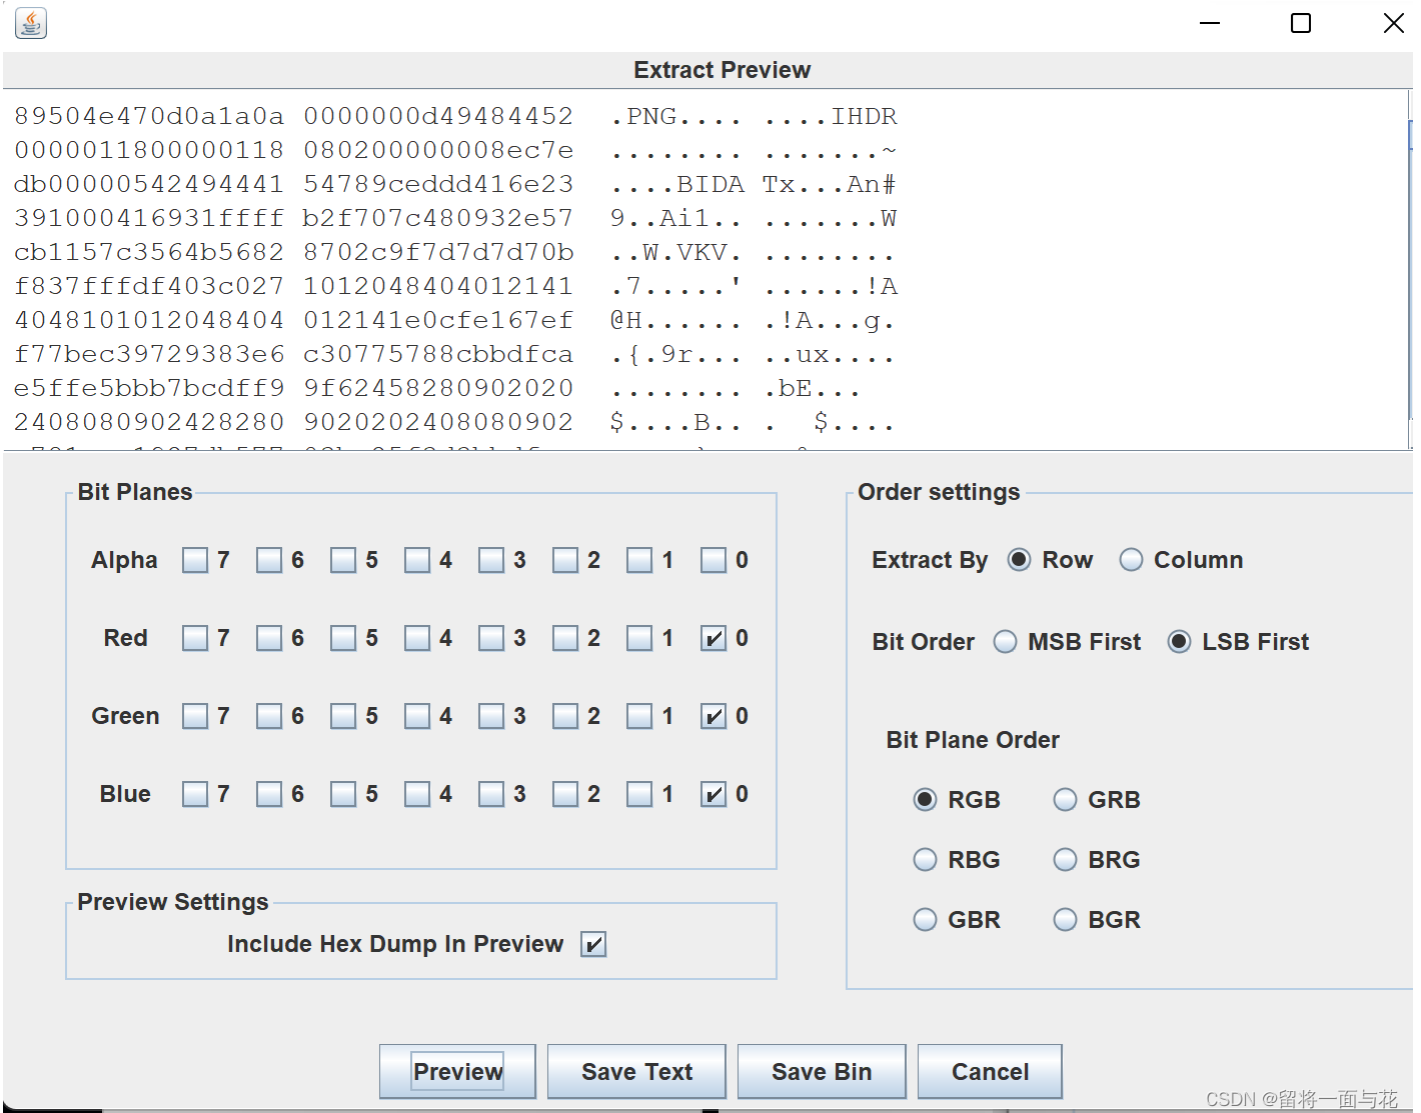 Extract Preview
89504e470d0a1a0a 0000000d49484452 .PNG.... ....IHDR
0000011800000118 080200000008ec7e ........ .......~
db00000542494441 54789ceddd416e23 ....BIDA Tx...An#
391000416931ffff b2f707c480932e57 9..Ai1.. .......W
cb1157c3564b5682 8702c9f7d7d7d70b ..W.VKV. ........
f837fffdf403c027 1012048404012141 .7.....' ......!A
4048101012048404 012141e0cfe167ef @H...... .!A...g.
f77bec39729383e6 c30775788cbbdfca .{.9r... ..ux....
e5ffe5bbb7bcdff9 9f62458280902020 ........ .bE...
2408080902428280 9020202408080902 $....B.. .  $....
Bit Planes
Order settings
Alpha 7 6 5 4 3 2 1 0
Extract By Row Column
Red 7 6 5 4 3 2 1 0
Bit Order MSB First LSB First
Green 7 6 5 4 3 2 1 0
Bit Plane Order
Blue 7 6 5 4 3 2 1 0
RGB GRB
RBG BRG
GBR BGR
Preview Settings
Include Hex Dump In Preview
Preview Save Text Save Bin Cancel
CSDN @留将一面与花